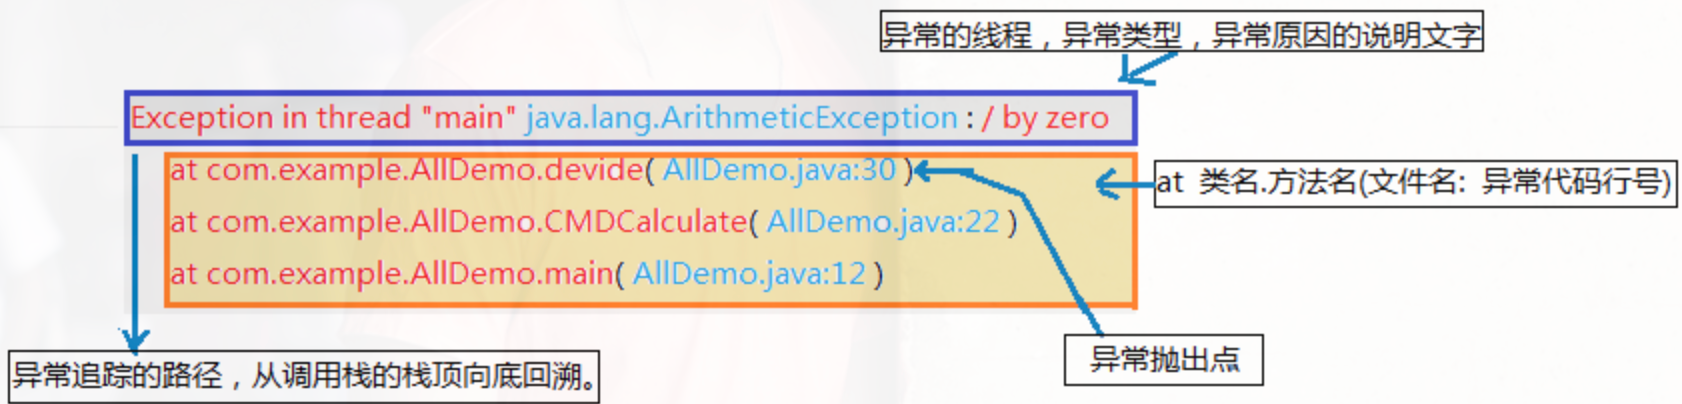 异常的线程，异常类型，异常原因的说明文字
Exception in thread "main" java.lang.ArithmeticException : / by zero
at com.example.AllDemo.devide( AllDemo.java:30 )
at 类名.方法名(文件名: 异常代码行号)
at com.example.AllDemo.CMDCalculate( AllDemo.java:22 )
at com.example.AllDemo.main( AllDemo.java:12 )
异常抛出点
异常追踪的路径，从调用栈的栈顶向底回溯。